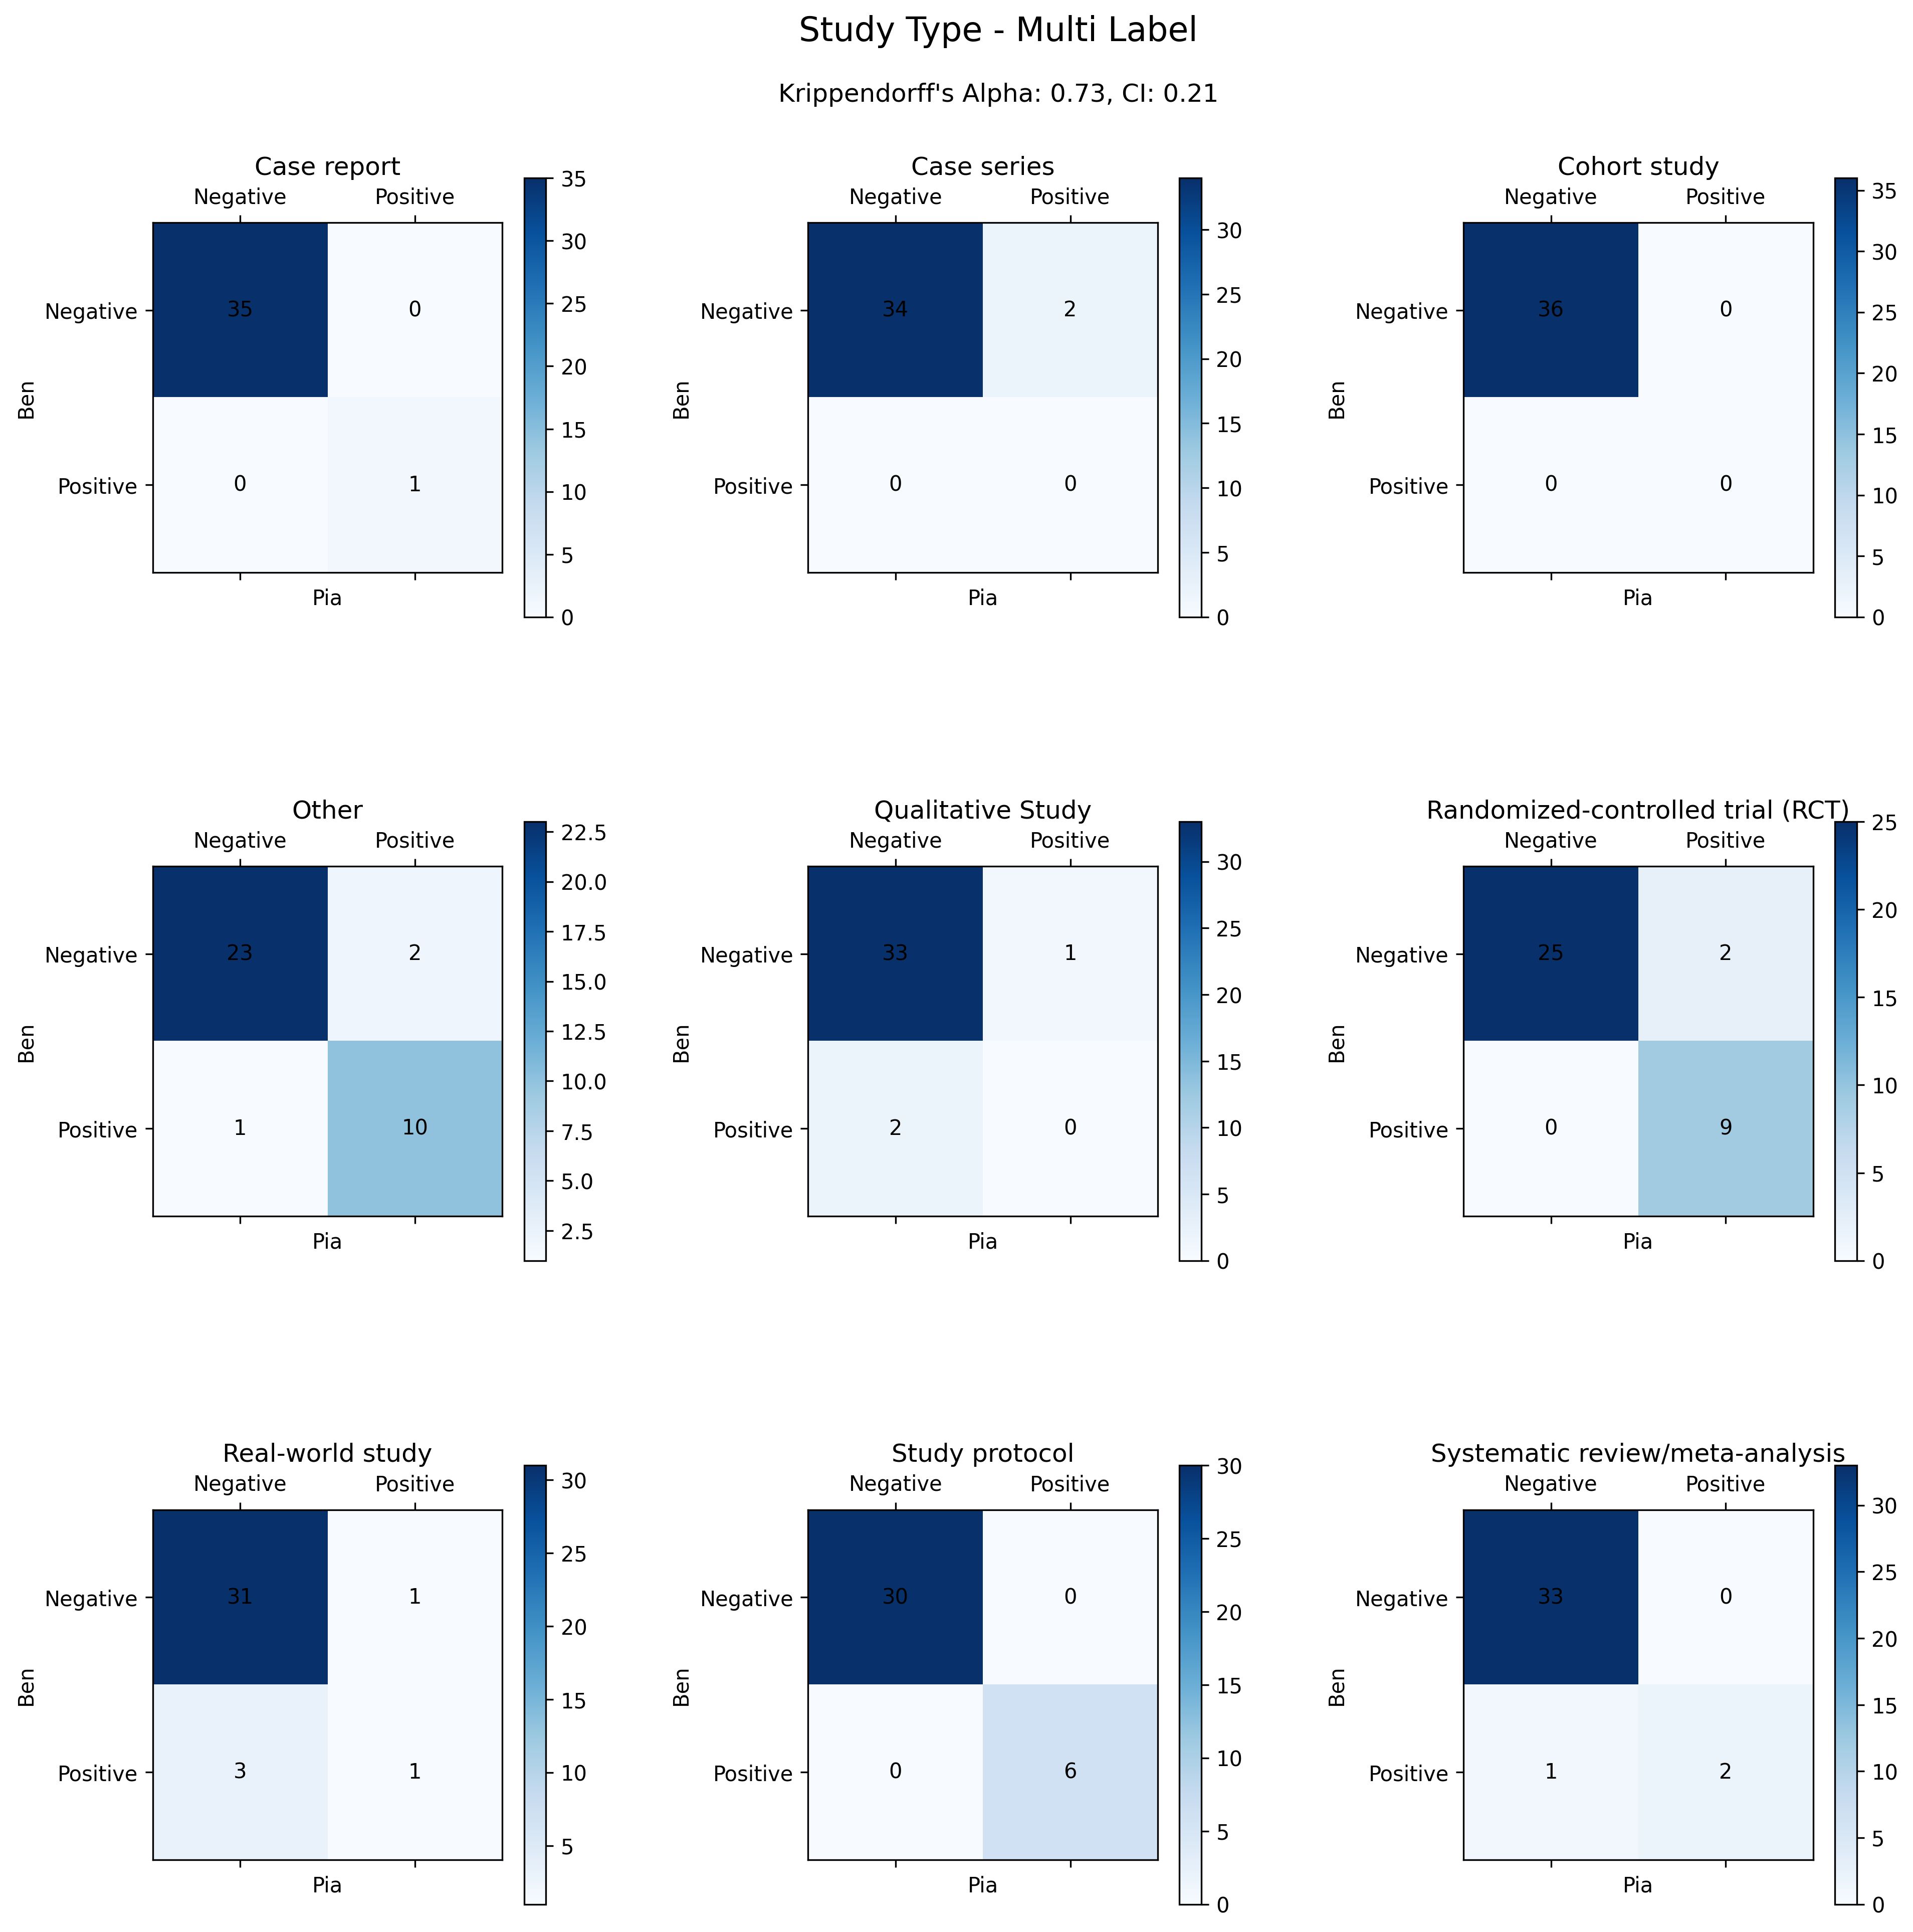 Study Type - Multi Label
Krippendorff's Alpha: 0.73, CI: 0.21
Case report
Negative Positive
Negative
Positive
Ben
Pia
35 0
0 1
35
30
25
20
15
10
5
0
Case series
Negative Positive
Negative
Positive
Ben
Pia
34 2
0 0
30
25
20
15
10
5
0
Cohort study
Negative Positive
Negative
Positive
Ben
Pia
36 0
0 0
35
30
25
20
15
10
5
0
Other
Negative Positive
Negative
Positive
Ben
Pia
23 2
1 10
22.5
20.0
17.5
15.0
12.5
10.0
7.5
5.0
2.5
Qualitative Study
Negative Positive
Negative
Positive
Ben
Pia
33 1
2 0
30
25
20
15
10
5
0
Randomized-controlled trial (RCT)
Negative Positive
Negative
Positive
Ben
Pia
25 2
0 9
25
20
15
10
5
0
Real-world study
Negative Positive
Negative
Positive
Ben
Pia
31 1
3 1
30
25
20
15
10
5
Study protocol
Negative Positive
Negative
Positive
Ben
Pia
30 0
0 6
30
25
20
15
10
5
0
Systematic review/meta-analysis
Negative Positive
Negative
Positive
Ben
Pia
33 0
1 2
30
25
20
15
10
5
0